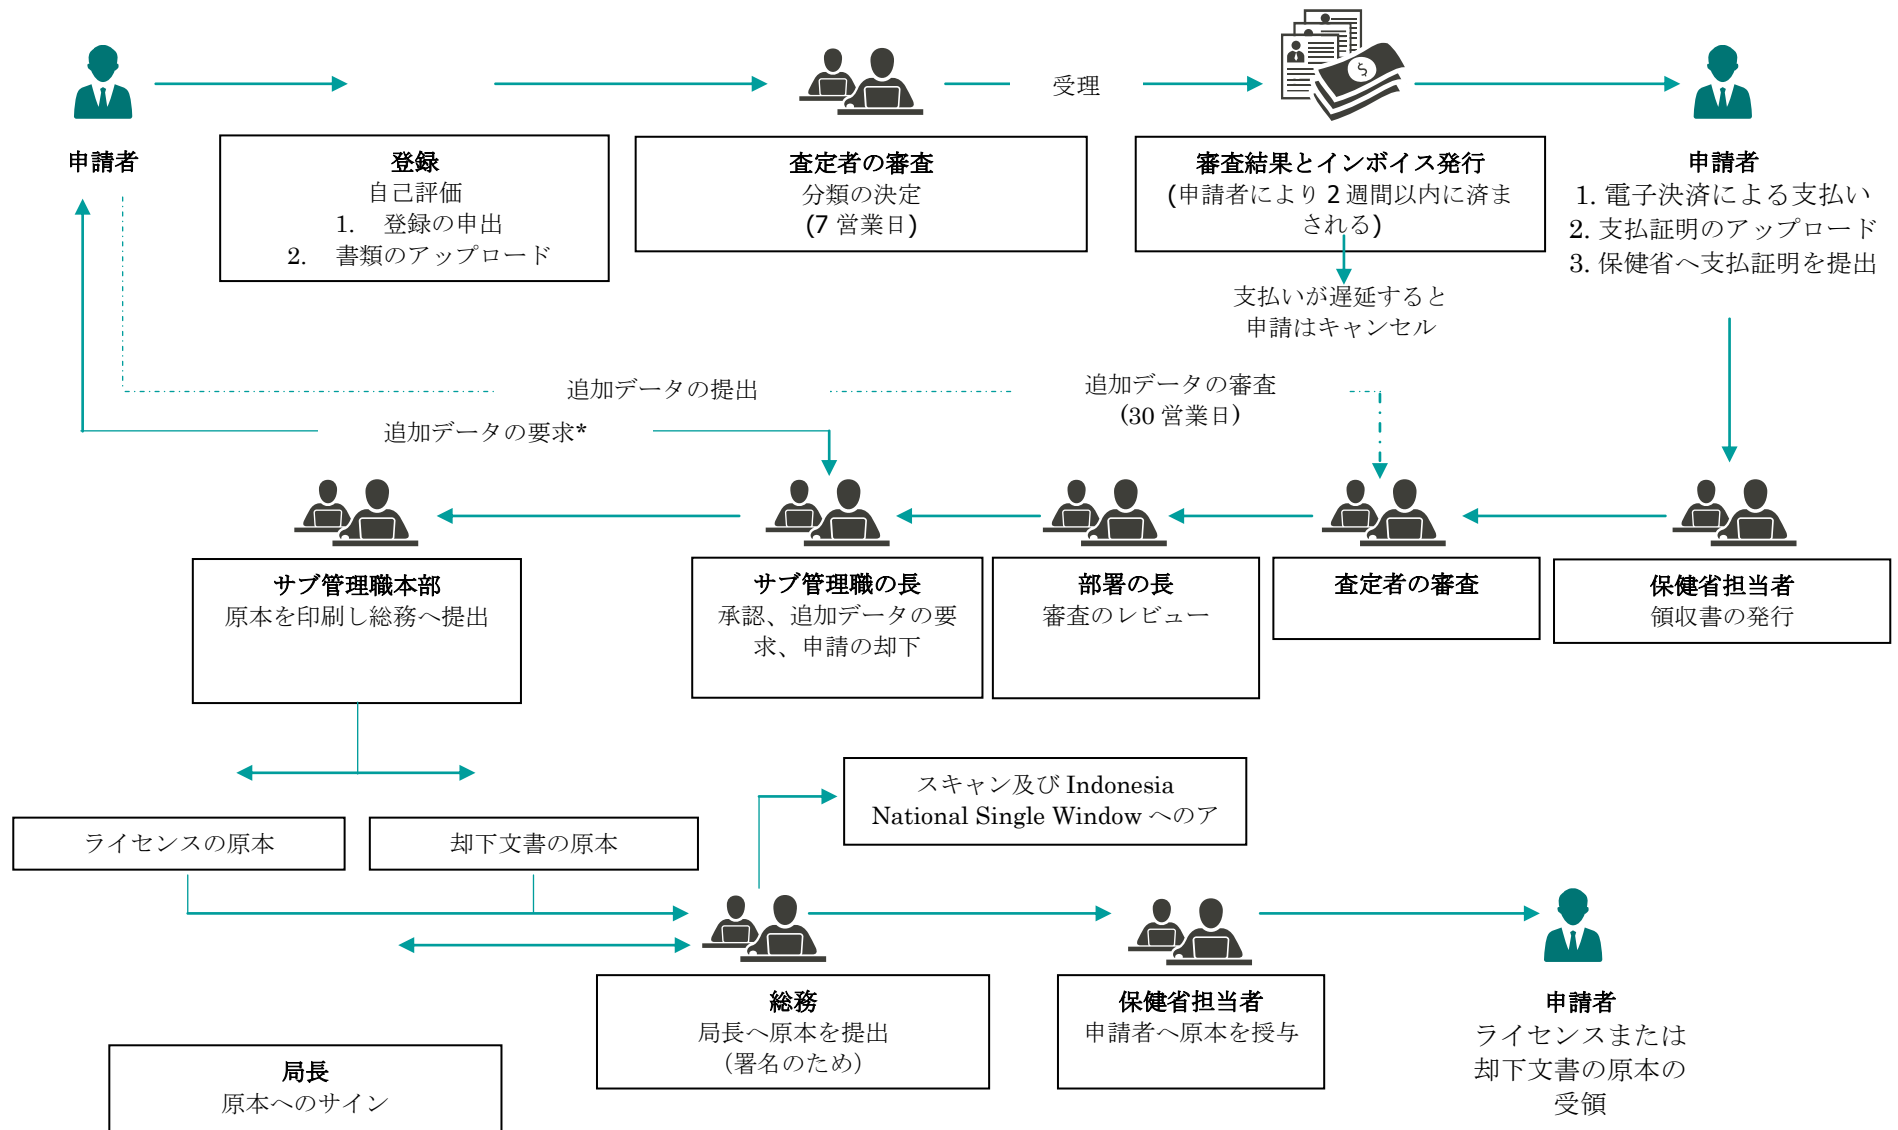 申請者
登録
自己評価
1. 登録の申出
2. 書類のアップロード
査定者の審査
分類の決定
(7 営業日)
受理
審査結果とインボイス発行
(申請者により 2 週間以内に済ま
される)
支払いが遅延すると
申請はキャンセル
申請者
1. 電子決済による支払い
2. 支払証明のアップロード
3. 保健省へ支払証明を提出
追加データの提出
追加データの審査
(30 営業日)
追加データの要求*
サブ管理職本部
原本を印刷し総務へ提出
サブ管理職の長
承認、追加データの要
求、申請の却下
部署の長
審査のレビュー
査定者の審査
保健省担当者
領収書の発行
スキャン及び Indonesia
National Single Window へのア
ライセンスの原本
却下文書の原本
総務
局長へ原本を提出
（署名のため）
保健省担当者
申請者へ原本を授与
申請者
ライセンスまたは
却下文書の原本の
受領
局長
原本へのサイン